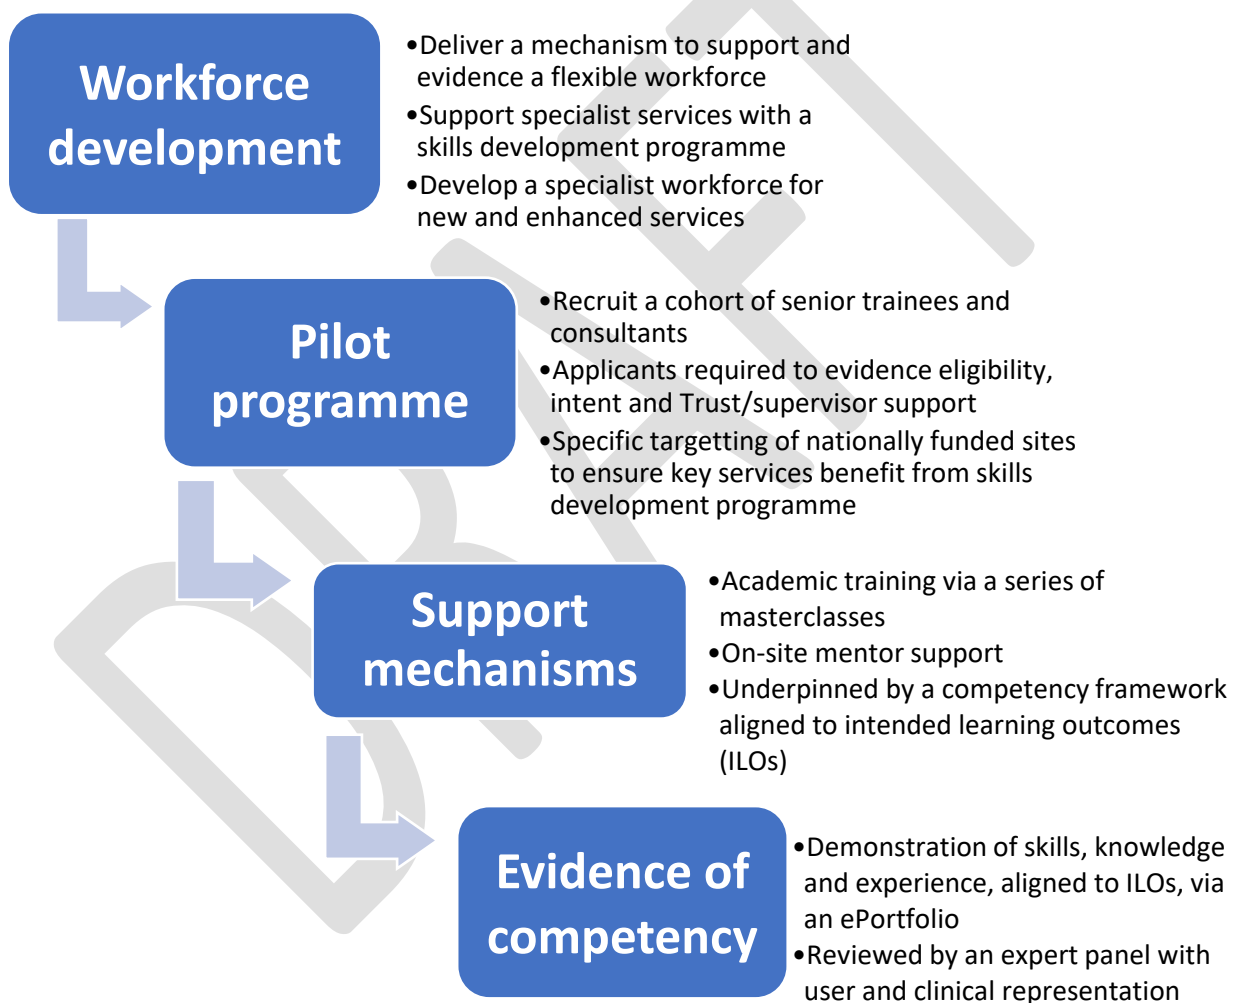 Workforce
development
•Deliver a mechanism to support and
evidence a flexible workforce
•Support specialist services with a
skills development programme
•Develop a specialist workforce for
new and enhanced services
Pilot
programme
•Recruit a cohort of senior trainees and
consultants
•Applicants required to evidence eligibility,
intent and Trust/supervisor support
•Specific targetting of nationally funded sites
to ensure key services benefit from skills
development programme
Support
mechanisms
•Academic training via a series of
masterclasses
•On-site mentor support
•Underpinned by a competency framework
aligned to intended learning outcomes
(ILOs)
Evidence of
competency
•Demonstration of skills, knowledge
and experience, aligned to ILOs, via
an ePortfolio
•Reviewed by an expert panel with
user and clinical representation
DRAFT